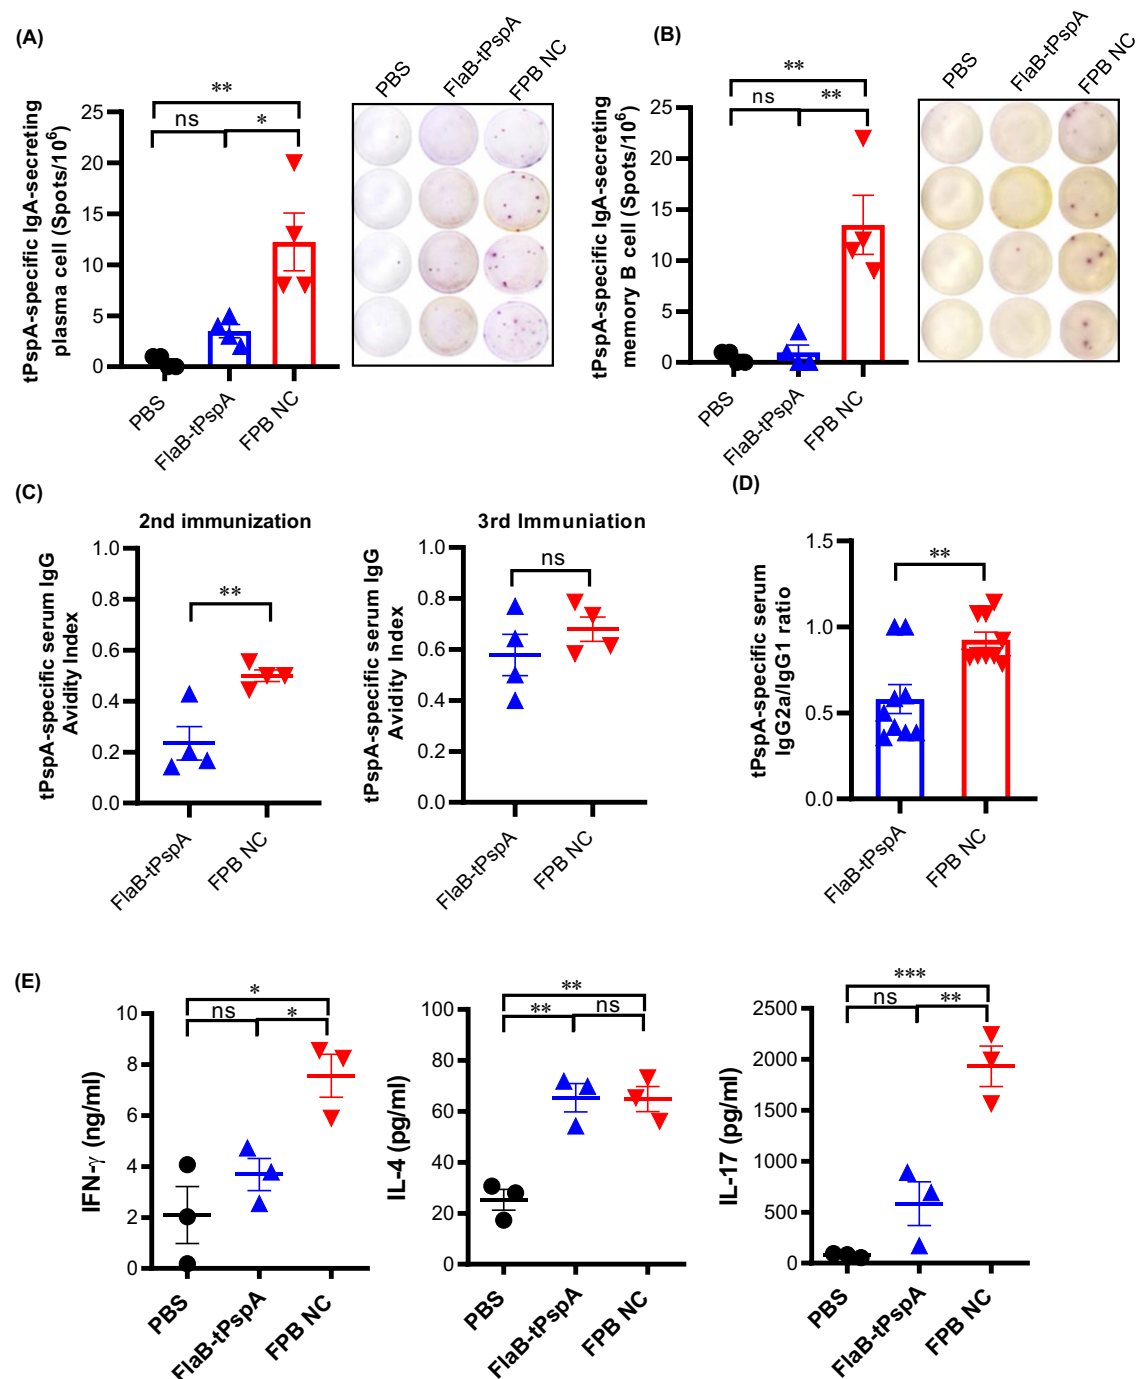 (A)
tPspA-specific IgA-secreting
plasma cell (Spots/10⁶)
25
20
15
10
5
0
**
ns
*
PBS
FlaB-tPspA
FPB NC
PBS
FlaB-tPspA
FPB NC
(B)
tPspA-specific IgA-secreting
memory B cell (Spots/10⁶)
25
20
15
10
5
0
**
ns
**
PBS
FlaB-tPspA
FPB NC
PBS
FlaB-tPspA
FPB NC
(C)
2nd immunization
tPspA-specific serum IgG
Avidity Index
1.0
0.8
0.6
0.4
0.2
0.0
**
FlaB-tPspA
FPB NC
3rd Immuniation
tPspA-specific serum IgG
Avidity Index
1.0
0.8
0.6
0.4
0.2
0.0
ns
FlaB-tPspA
FPB NC
(D)
tPspA-specific serum
IgG2a/IgG1 ratio
1.5
1.0
0.5
0.0
**
FlaB-tPspA
FPB NC
(E)
IFN-γ (ng/ml)
10
8
6
4
2
0
*
ns
*
PBS
FlaB-tPspA
FPB NC
IL-4 (pg/ml)
100
80
60
40
20
0
**
**
ns
PBS
FlaB-tPspA
FPB NC
IL-17 (pg/ml)
2500
2000
1500
1000
500
0
***
ns
**
PBS
FlaB-tPspA
FPB NC